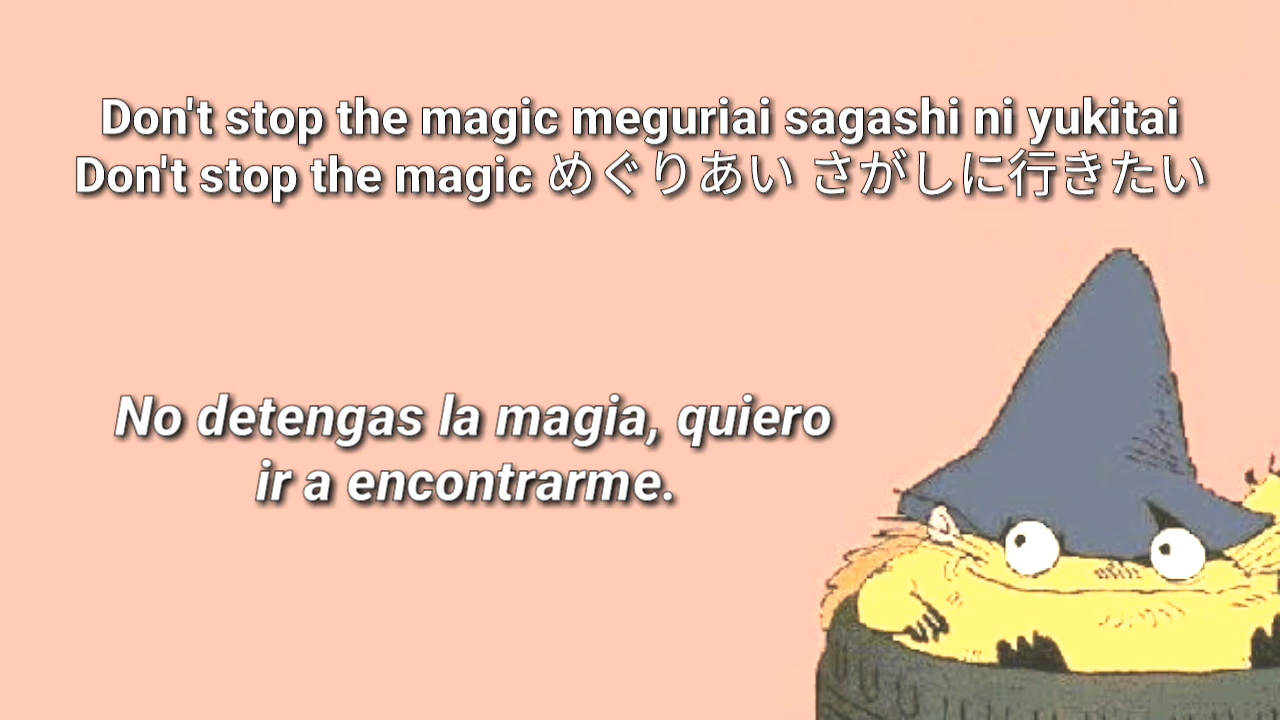 Don't stop the magic meguriai sagashi ni yukitai
Don't stop the magic めぐりあい さがしに行きたい
No detengas la magia, quiero
ir a encontrarme.